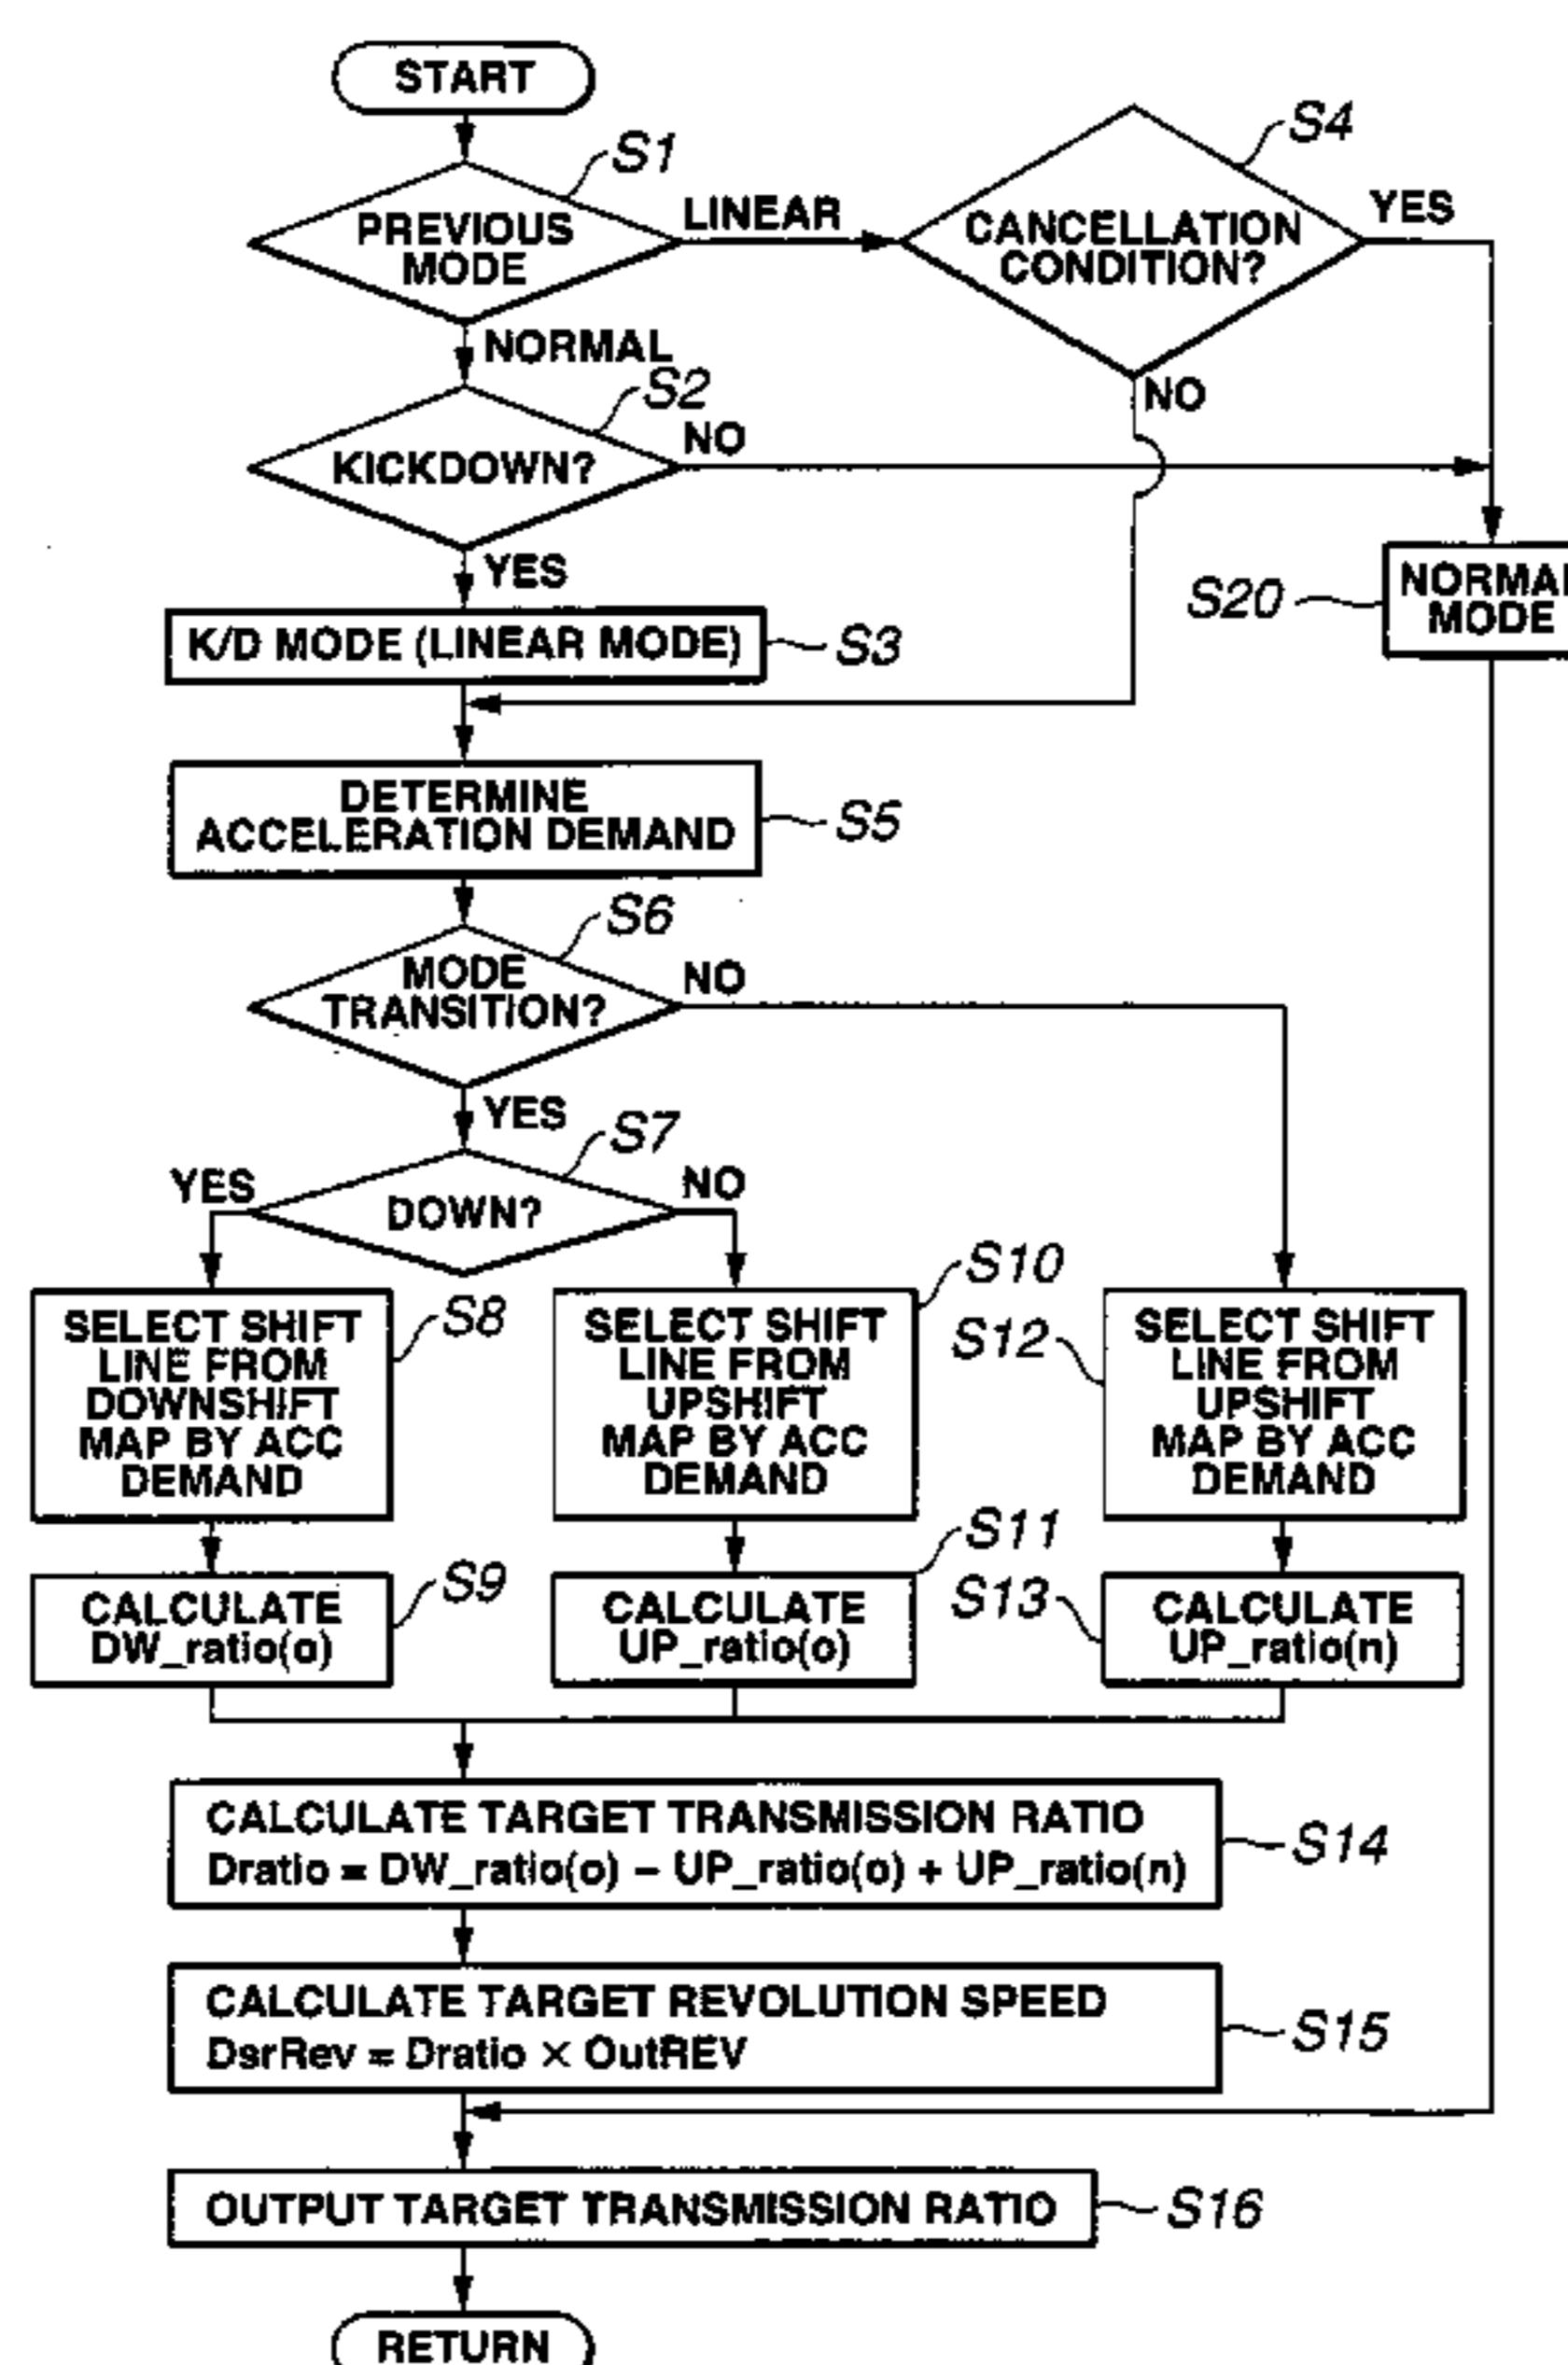 START
S1
PREVIOUS
MODE
LINEAR
S4
CANCELLATION
CONDITION?
YES
NORMAL
NO
S2
KICKDOWN?
NO
YES
S20
NORMAL
MODE
K/D MODE (LINEAR MODE)
S3
DETERMINE
ACCELERATION DEMAND
S5
S6
MODE
TRANSITION?
NO
YES
S7
YES
DOWN?
NO
S8
SELECT SHIFT
LINE FROM
DOWNSHIFT
MAP BY ACC
DEMAND
S10
SELECT SHIFT
LINE FROM
UPSHIFT
MAP BY ACC
DEMAND
S12
SELECT SHIFT
LINE FROM
UPSHIFT
MAP BY ACC
DEMAND
S9
CALCULATE
DW_ratio(o)
S11
CALCULATE
UP_ratio(o)
S13
CALCULATE
UP_ratio(n)
CALCULATE TARGET TRANSMISSION RATIO
Dratio = DW_ratio(o) – UP_ratio(o) + UP_ratio(n)
S14
CALCULATE TARGET REVOLUTION SPEED
DsrRev = Dratio × OutREV
S15
OUTPUT TARGET TRANSMISSION RATIO
S16
RETURN